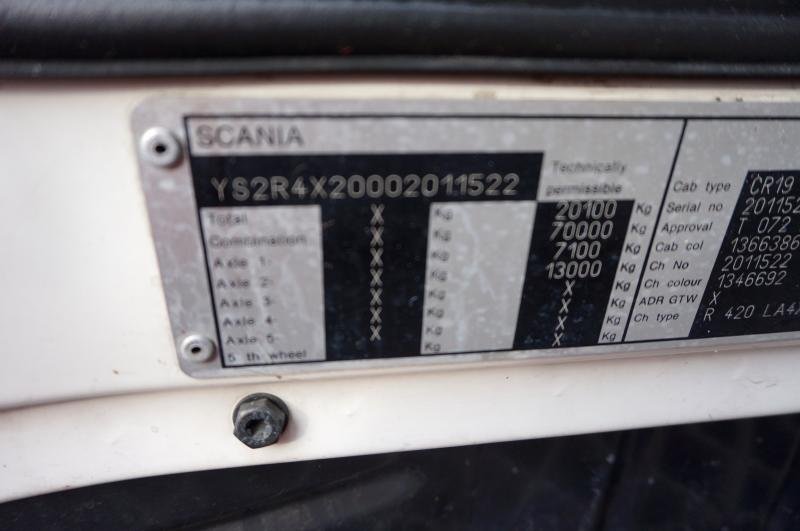 SCANIA
YS2R4X20002011522 Technically permissible
Total X Kg 20100 Kg
Combination X Kg 70000 Kg
Axle 1- X Kg 7100 Kg
Axle 2- X Kg 13000 Kg
Axle 3- X Kg X Kg
Axle 4- X Kg X Kg
Axle 5- X Kg X Kg
5 th wheel X Kg X Kg
Cab type CR19
Serial no 201152
Approval T 072
Cab col 1366386
Ch No 2011522
Ch colour 1346692
ADR GTW X
Ch type R 420 LA4X